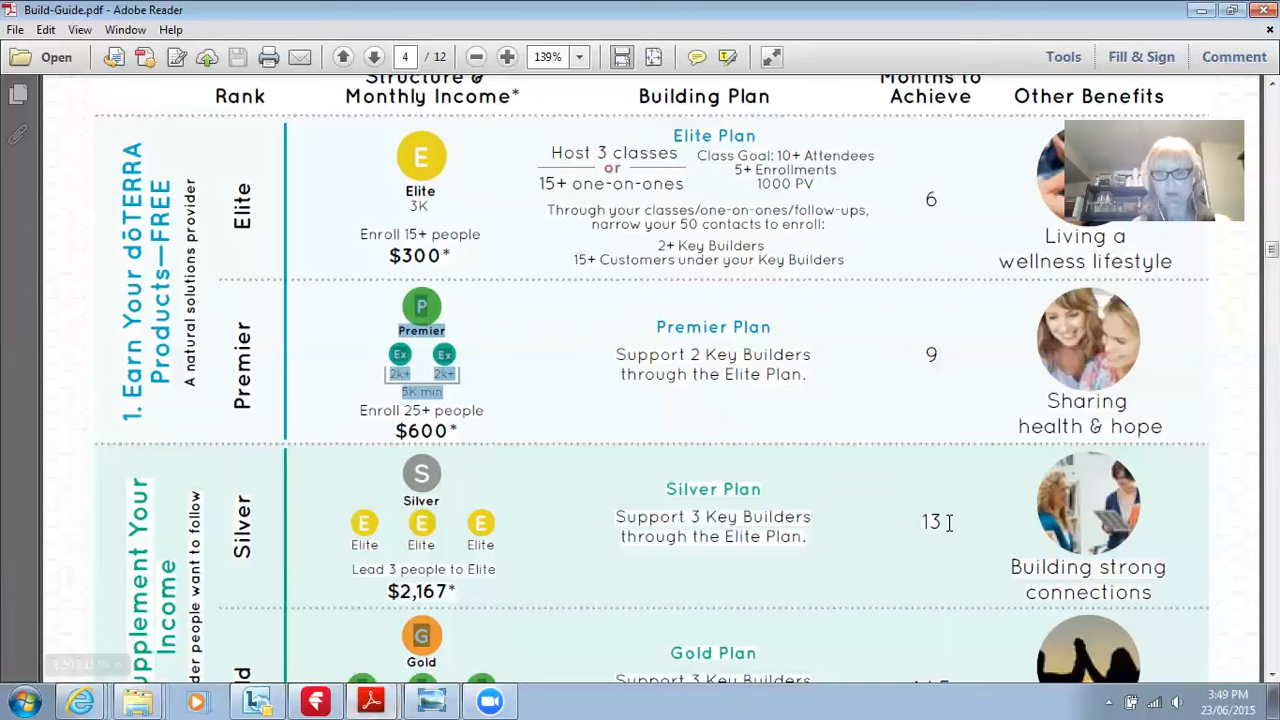 Build-Guide.pdf - Adobe Reader
File Edit View Window Help
Open 4 / 12 139% Tools Fill & Sign Comment
Structure &
Monthly Income*
Rank
Building Plan
Months to
Achieve
Other Benefits
1. Earn Your dōTERRA
Products—FREE
A natural solutions provider
Elite
E
Elite
3K
Enroll 15+ people
$300*
Elite Plan
Host 3 classes
or
15+ one-on-ones
Class Goal: 10+ Attendees
5+ Enrollments
1000 PV
Through your classes/one-on-ones/follow-ups,
narrow your 50 contacts to enroll:
2+ Key Builders
15+ Customers under your Key Builders
6
Living a
wellness lifestyle
Premier
P
Premier
Ex Ex
2k+ 2k+
5K min
Enroll 25+ people
$600*
Premier Plan
Support 2 Key Builders
through the Elite Plan.
9
Sharing
health & hope
pplement Your
Income
der people want to follow
Silver
S
Silver
E E E
Elite Elite Elite
Lead 3 people to Elite
$2,167*
Silver Plan
Support 3 Key Builders
through the Elite Plan.
13
Building strong
connections
G
Gold
Gold Plan
Support 3 Key Builders
3:49 PM
23/06/2015